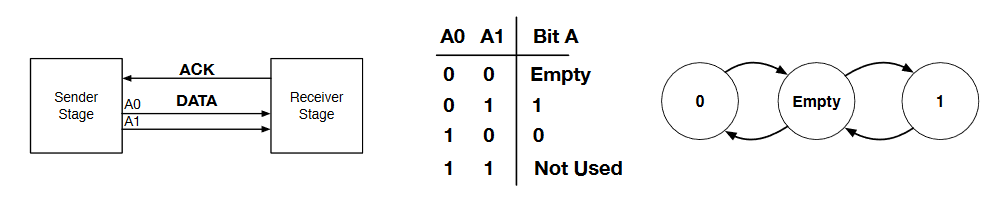 ACK
Sender
Stage
A0
DATA
A1
Receiver
Stage
A0 A1 Bit A
0 0 Empty
0 1 1
1 0 0
1 1 Not Used
0
Empty
1